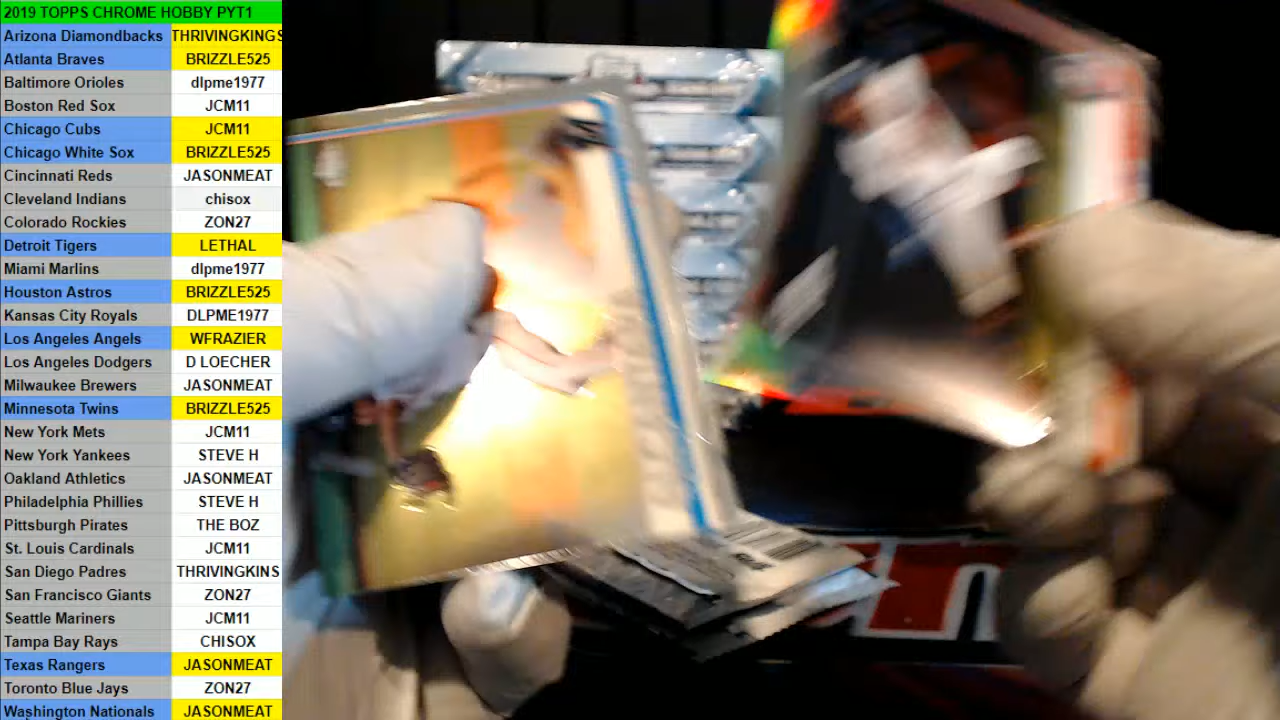 2019 TOPPS CHROME HOBBY PYT1
Arizona Diamondbacks THRIVINGKINGS
Atlanta Braves BRIZZLE525
Baltimore Orioles dlpme1977
Boston Red Sox JCM11
Chicago Cubs JCM11
Chicago White Sox BRIZZLE525
Cincinnati Reds JASONMEAT
Cleveland Indians chisox
Colorado Rockies ZON27
Detroit Tigers LETHAL
Miami Marlins dlpme1977
Houston Astros BRIZZLE525
Kansas City Royals DLPME1977
Los Angeles Angels WFRAZIER
Los Angeles Dodgers D LOECHER
Milwaukee Brewers JASONMEAT
Minnesota Twins BRIZZLE525
New York Mets JCM11
New York Yankees STEVE H
Oakland Athletics JASONMEAT
Philadelphia Phillies STEVE H
Pittsburgh Pirates THE BOZ
St. Louis Cardinals JCM11
San Diego Padres THRIVINGKINS
San Francisco Giants ZON27
Seattle Mariners JCM11
Tampa Bay Rays CHISOX
Texas Rangers JASONMEAT
Toronto Blue Jays ZON27
Washington Nationals JASONMEAT